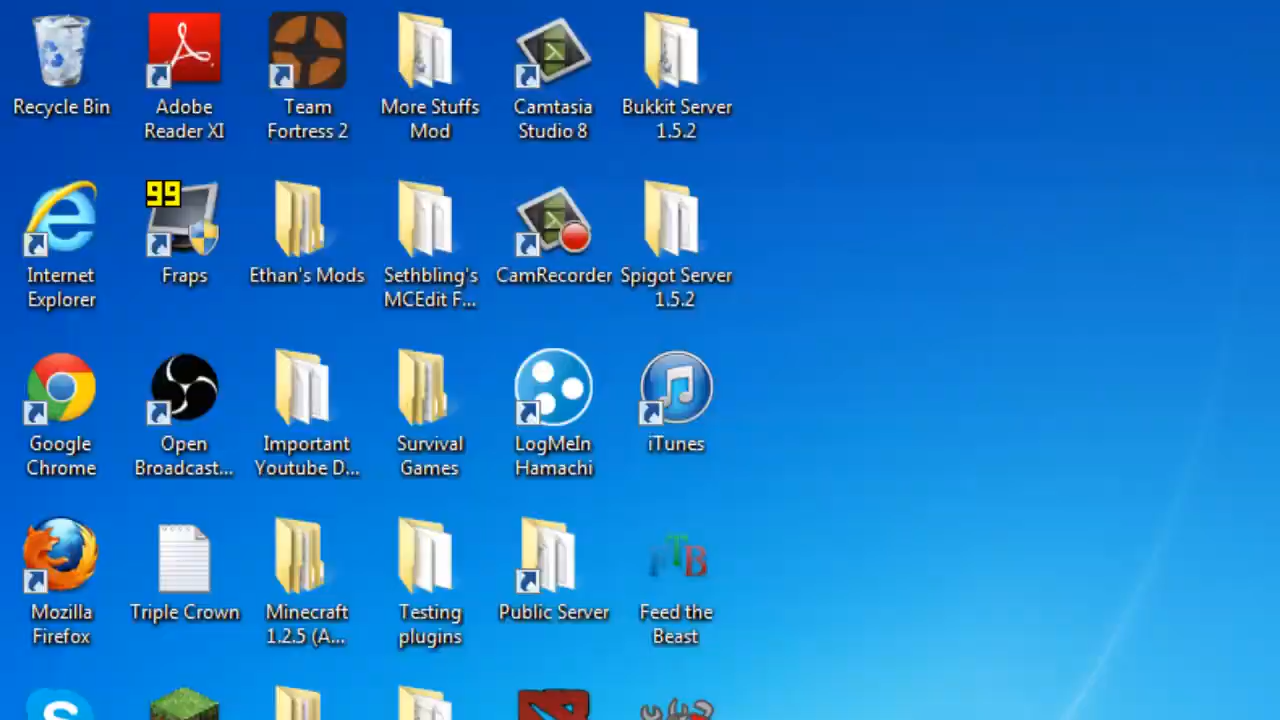 Recycle Bin
Adobe
Reader XI
Team
Fortress 2
More Stuffs
Mod
Camtasia
Studio 8
Bukkit Server
1.5.2
99
Internet
Explorer
Fraps
Ethan's Mods
Sethbling's
MCEdit F...
CamRecorder
Spigot Server
1.5.2
Google
Chrome
Open
Broadcast...
Important
Youtube D...
Survival
Games
LogMeIn
Hamachi
iTunes
Mozilla
Firefox
Triple Crown
Minecraft
1.2.5 (A...
Testing
plugins
Public Server
FTB
Feed the
Beast